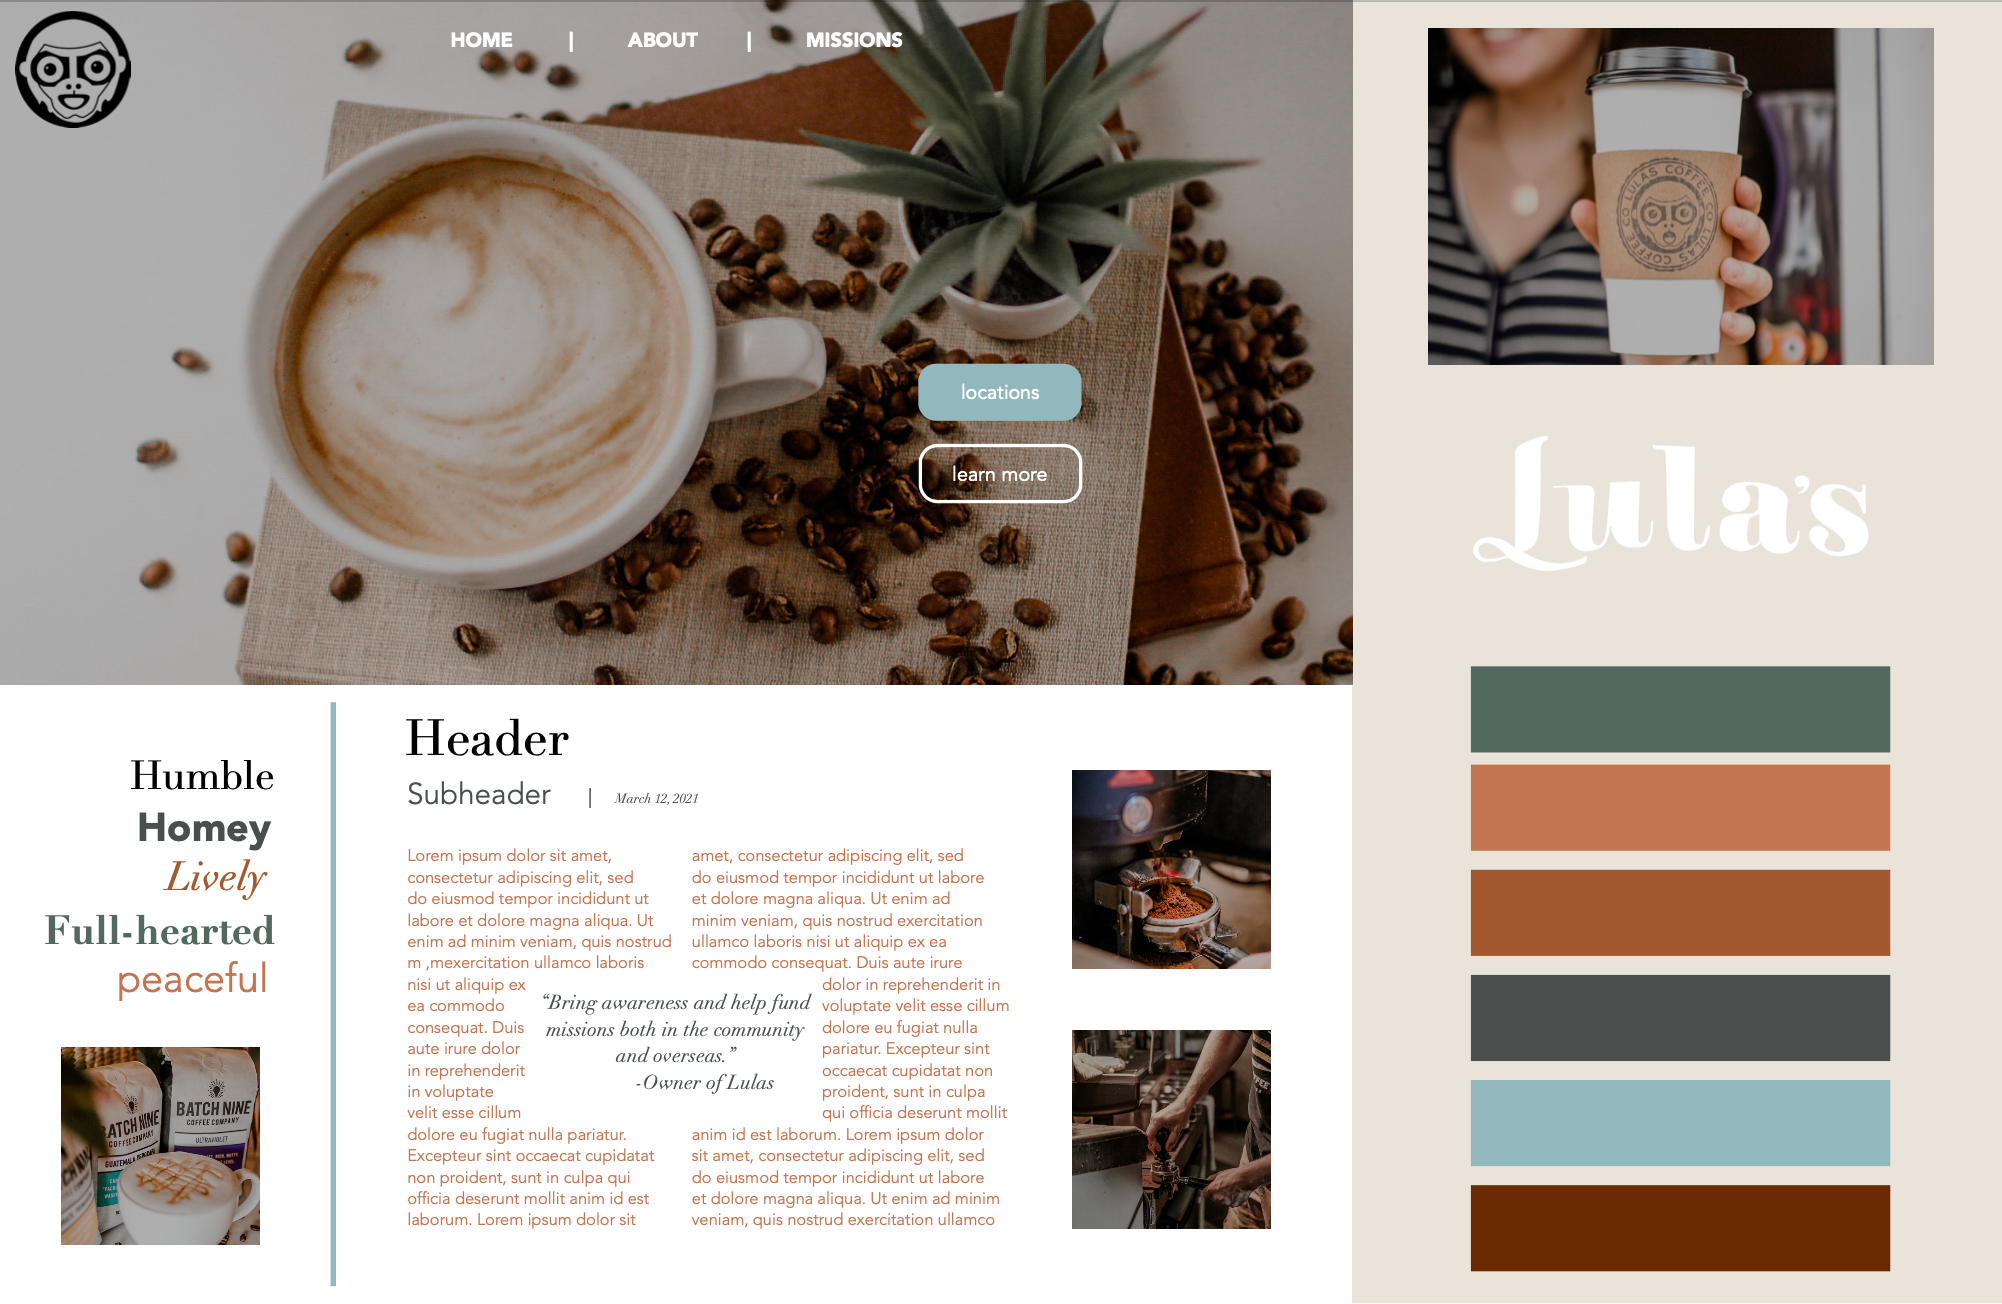 HOME | ABOUT | MISSIONS
locations
learn more
LULAS COFFEE CO LULAS COFFEE CO
Lula's
Humble
Homey
Lively
Full-hearted
peaceful
BATCH NINE
COFFEE COMPANY
GUATEMALA
BATCH NINE
COFFEE COMPANY
ULTRAVIOLET
Header
Subheader | March 12, 2021
Lorem ipsum dolor sit amet,
consectetur adipiscing elit, sed
do eiusmod tempor incididunt ut
labore et dolore magna aliqua. Ut
enim ad minim veniam, quis nostrud
m ,mexercitation ullamco laboris
nisi ut aliquip ex
ea commodo
consequat. Duis
aute irure dolor
in reprehenderit
in voluptate
velit esse cillum
dolore eu fugiat nulla pariatur.
Excepteur sint occaecat cupidatat
non proident, sunt in culpa qui
officia deserunt mollit anim id est
laborum. Lorem ipsum dolor sit
amet, consectetur adipiscing elit, sed
do eiusmod tempor incididunt ut labore
et dolore magna aliqua. Ut enim ad
minim veniam, quis nostrud exercitation
ullamco laboris nisi ut aliquip ex ea
commodo consequat. Duis aute irure
dolor in reprehenderit in
voluptate velit esse cillum
dolore eu fugiat nulla
pariatur. Excepteur sint
occaecat cupidatat non
proident, sunt in culpa
qui officia deserunt mollit
anim id est laborum. Lorem ipsum dolor
sit amet, consectetur adipiscing elit, sed
do eiusmod tempor incididunt ut labore
et dolore magna aliqua. Ut enim ad minim
veniam, quis nostrud exercitation ullamco
“Bring awareness and help fund
missions both in the community
and overseas.”
-Owner of Lulas